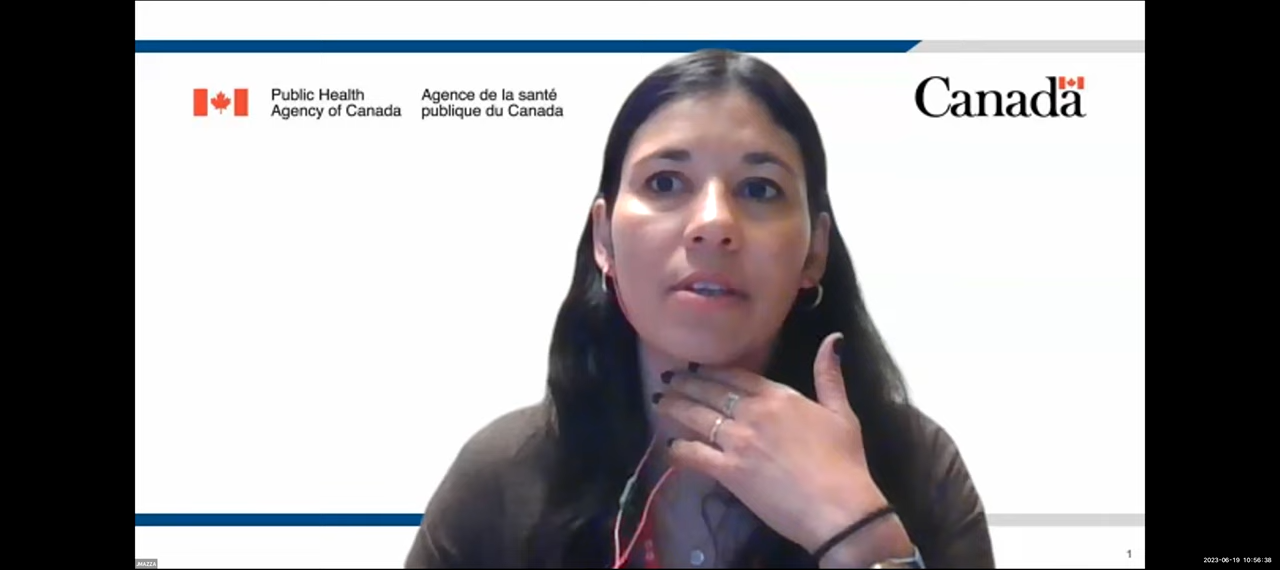 Public Health
Agency of Canada
Agence de la santé
publique du Canada
Canada
1
JMAZZA
2023-06-19 10:56:38